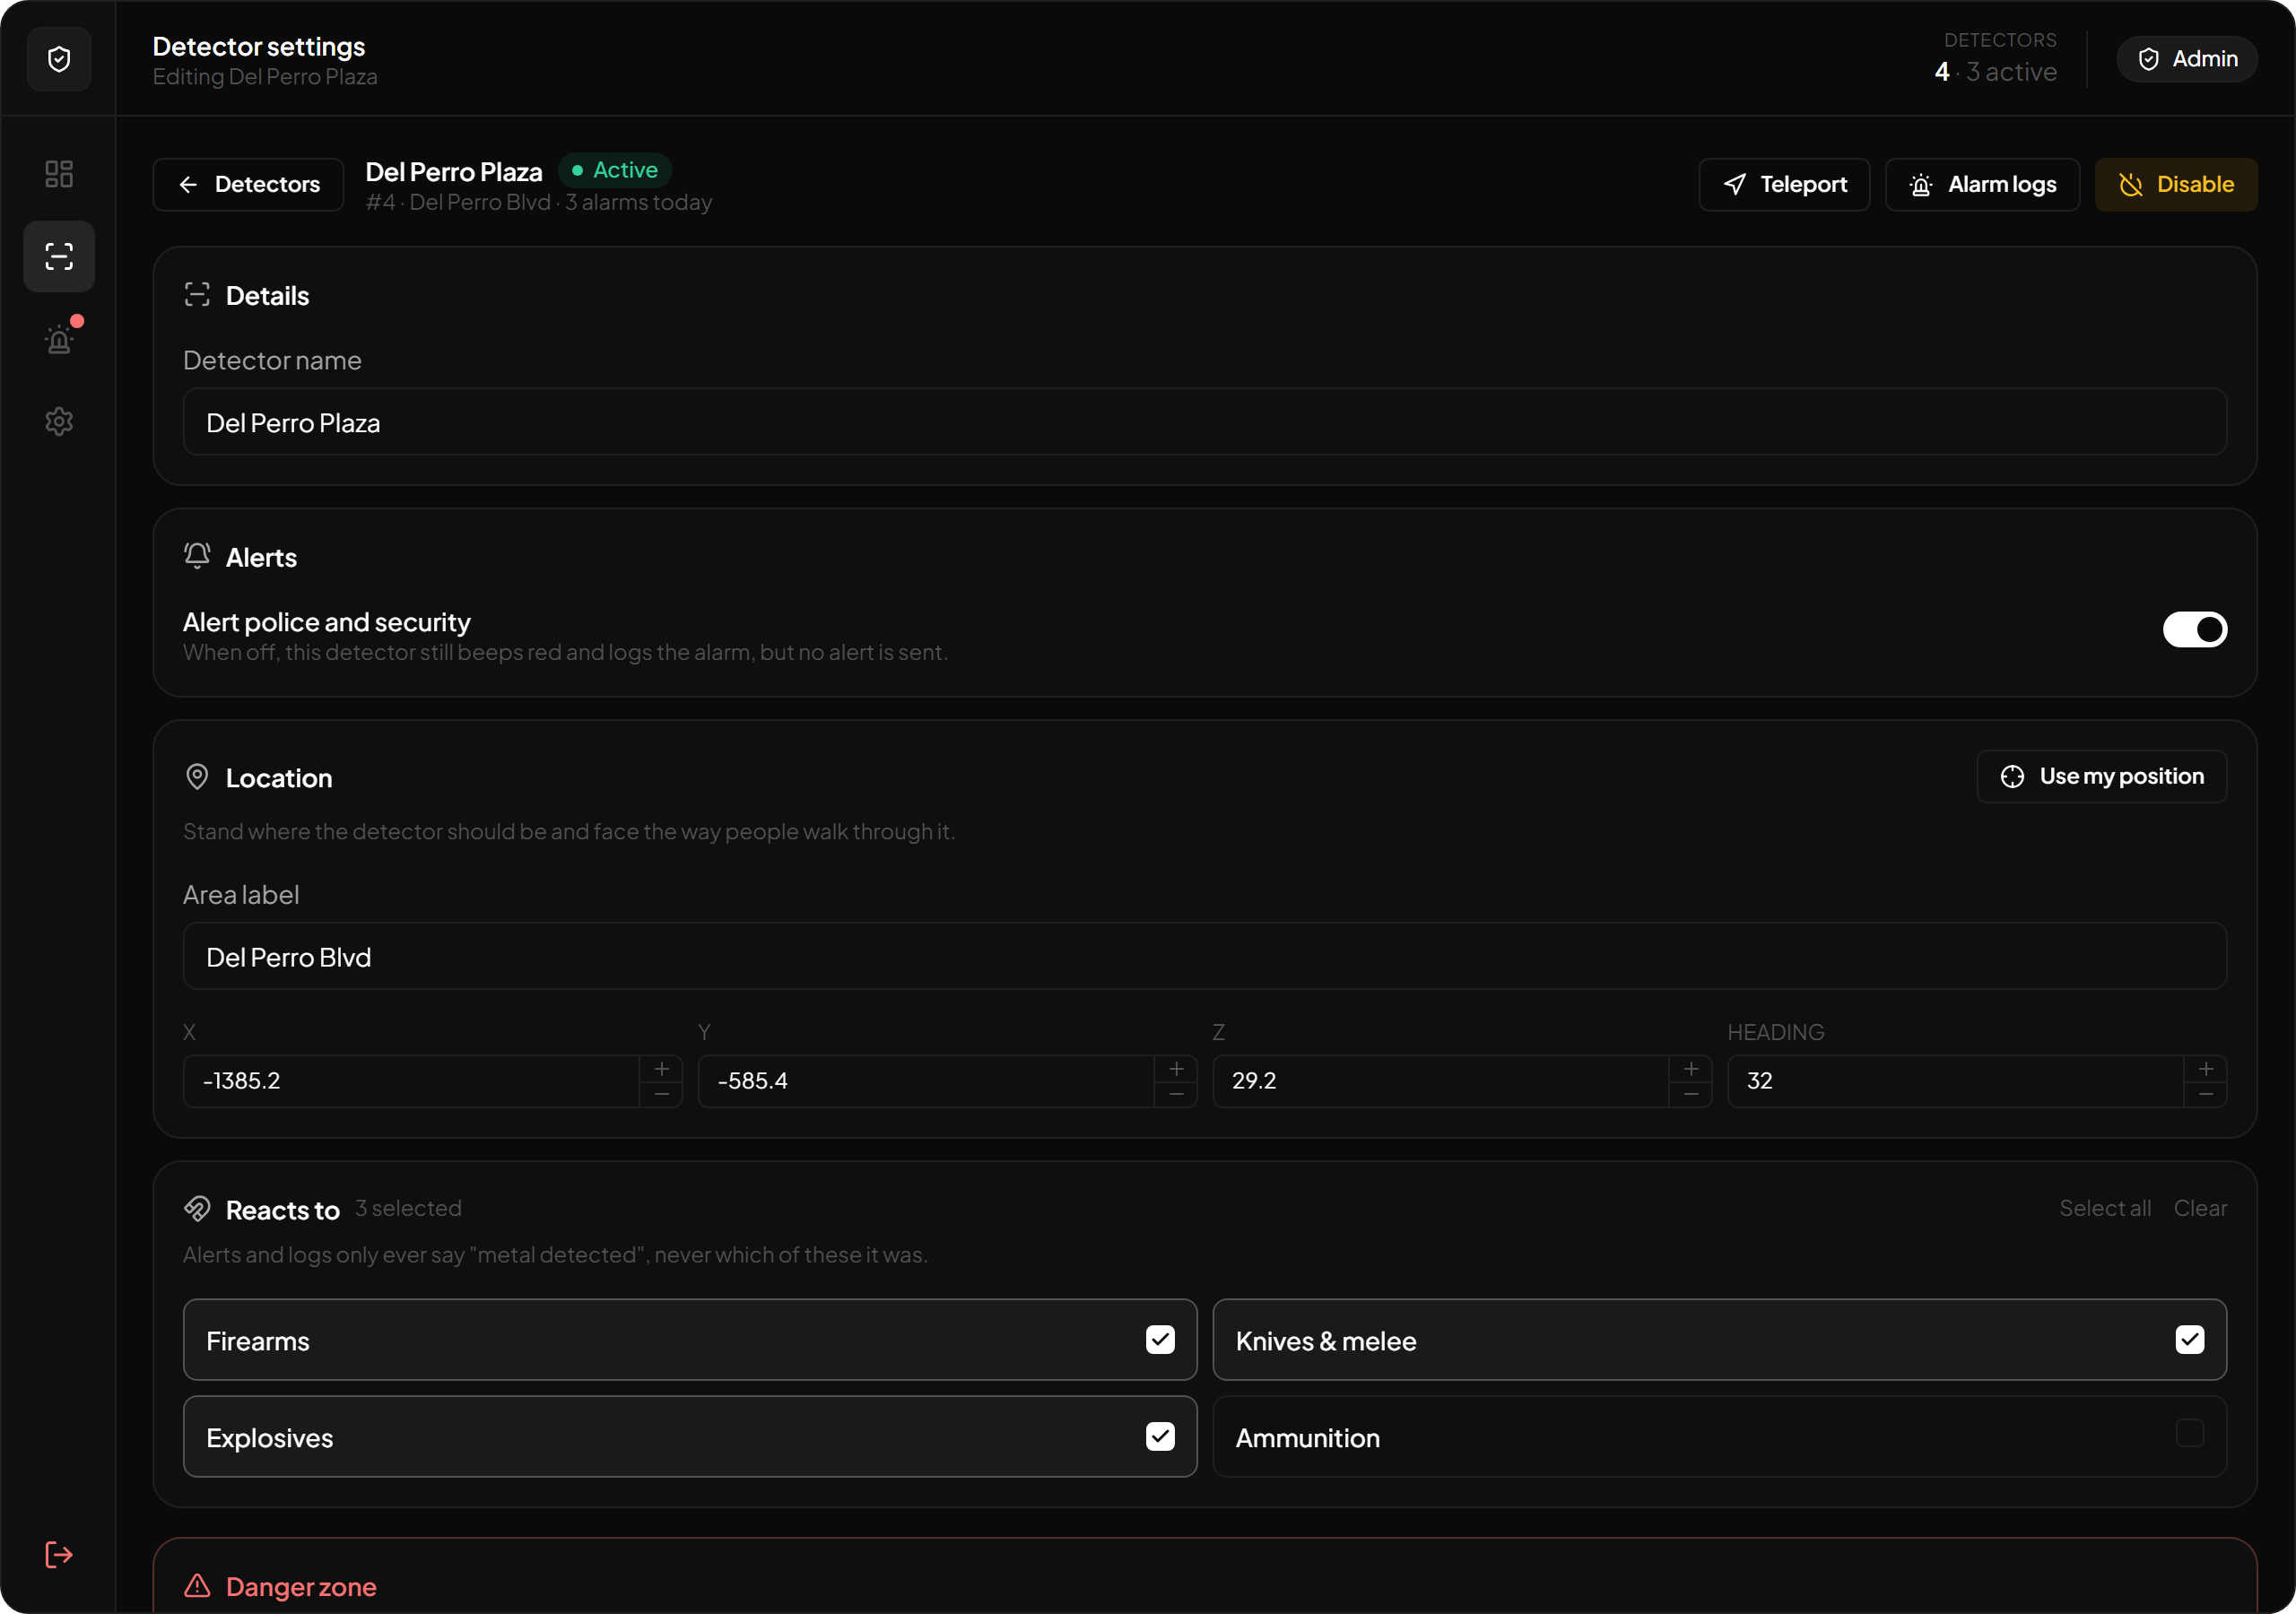 Detector settings
Editing Del Perro Plaza
DETECTORS
4 · 3 active
Admin
Detectors
Del Perro Plaza
Active
#4 · Del Perro Blvd · 3 alarms today
Teleport
Alarm logs
Disable
Details
Detector name
Del Perro Plaza
Alerts
Alert police and security
When off, this detector still beeps red and logs the alarm, but no alert is sent.
Location
Use my position
Stand where the detector should be and face the way people walk through it.
Area label
Del Perro Blvd
X
Y
Z
HEADING
-1385.2
-585.4
29.2
32
Reacts to
3 selected
Select all
Clear
Alerts and logs only ever say "metal detected", never which of these it was.
Firearms
Knives & melee
Explosives
Ammunition
Danger zone